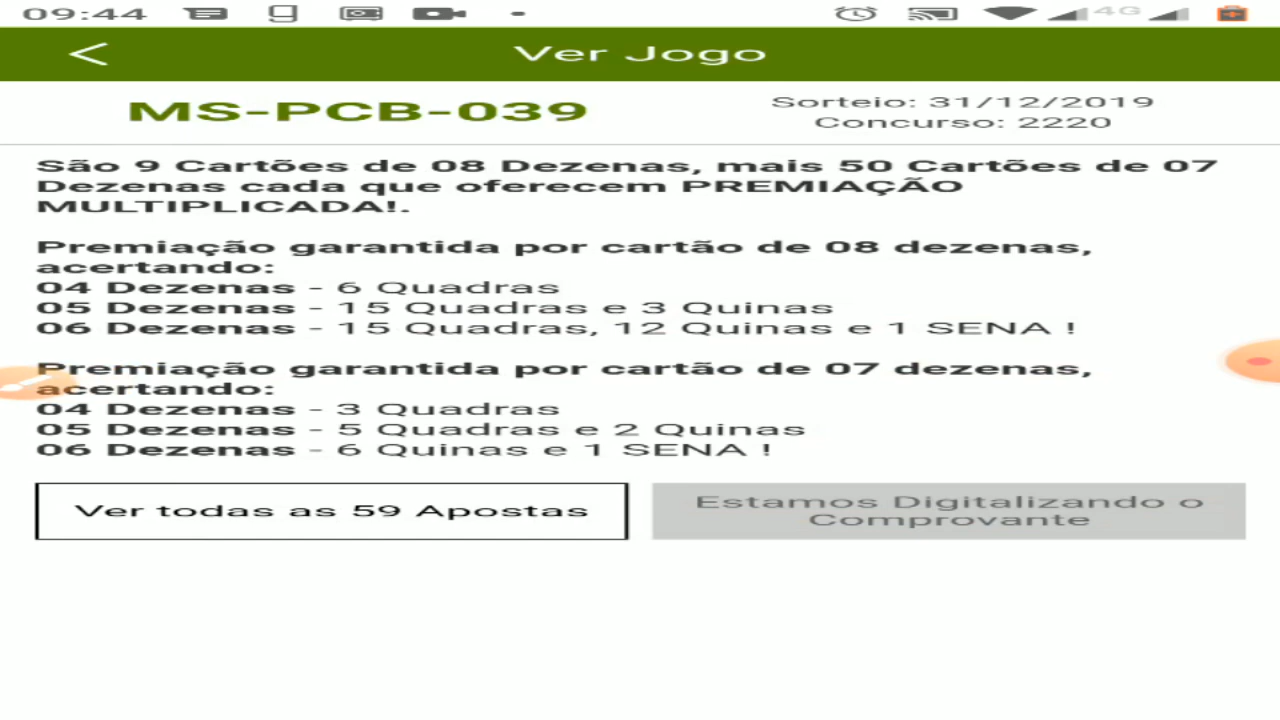 09:44
4G
Ver Jogo
MS-PCB-039
Sorteio: 31/12/2019
Concurso: 2220
São 9 Cartões de 08 Dezenas, mais 50 Cartões de 07
Dezenas cada que oferecem PREMIAÇÃO
MULTIPLICADA!.
Premiação garantida por cartão de 08 dezenas,
acertando:
04 Dezenas - 6 Quadras
05 Dezenas - 15 Quadras e 3 Quinas
06 Dezenas - 15 Quadras, 12 Quinas e 1 SENA !
Premiação garantida por cartão de 07 dezenas,
acertando:
04 Dezenas - 3 Quadras
05 Dezenas - 5 Quadras e 2 Quinas
06 Dezenas - 6 Quinas e 1 SENA !
Ver todas as 59 Apostas
Estamos Digitalizando o
Comprovante